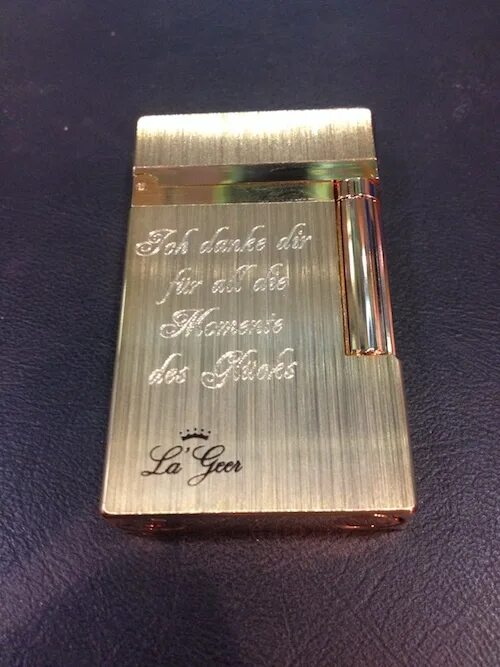 Ich danke dir
für all die
Momente
des Glücks
La'Geer